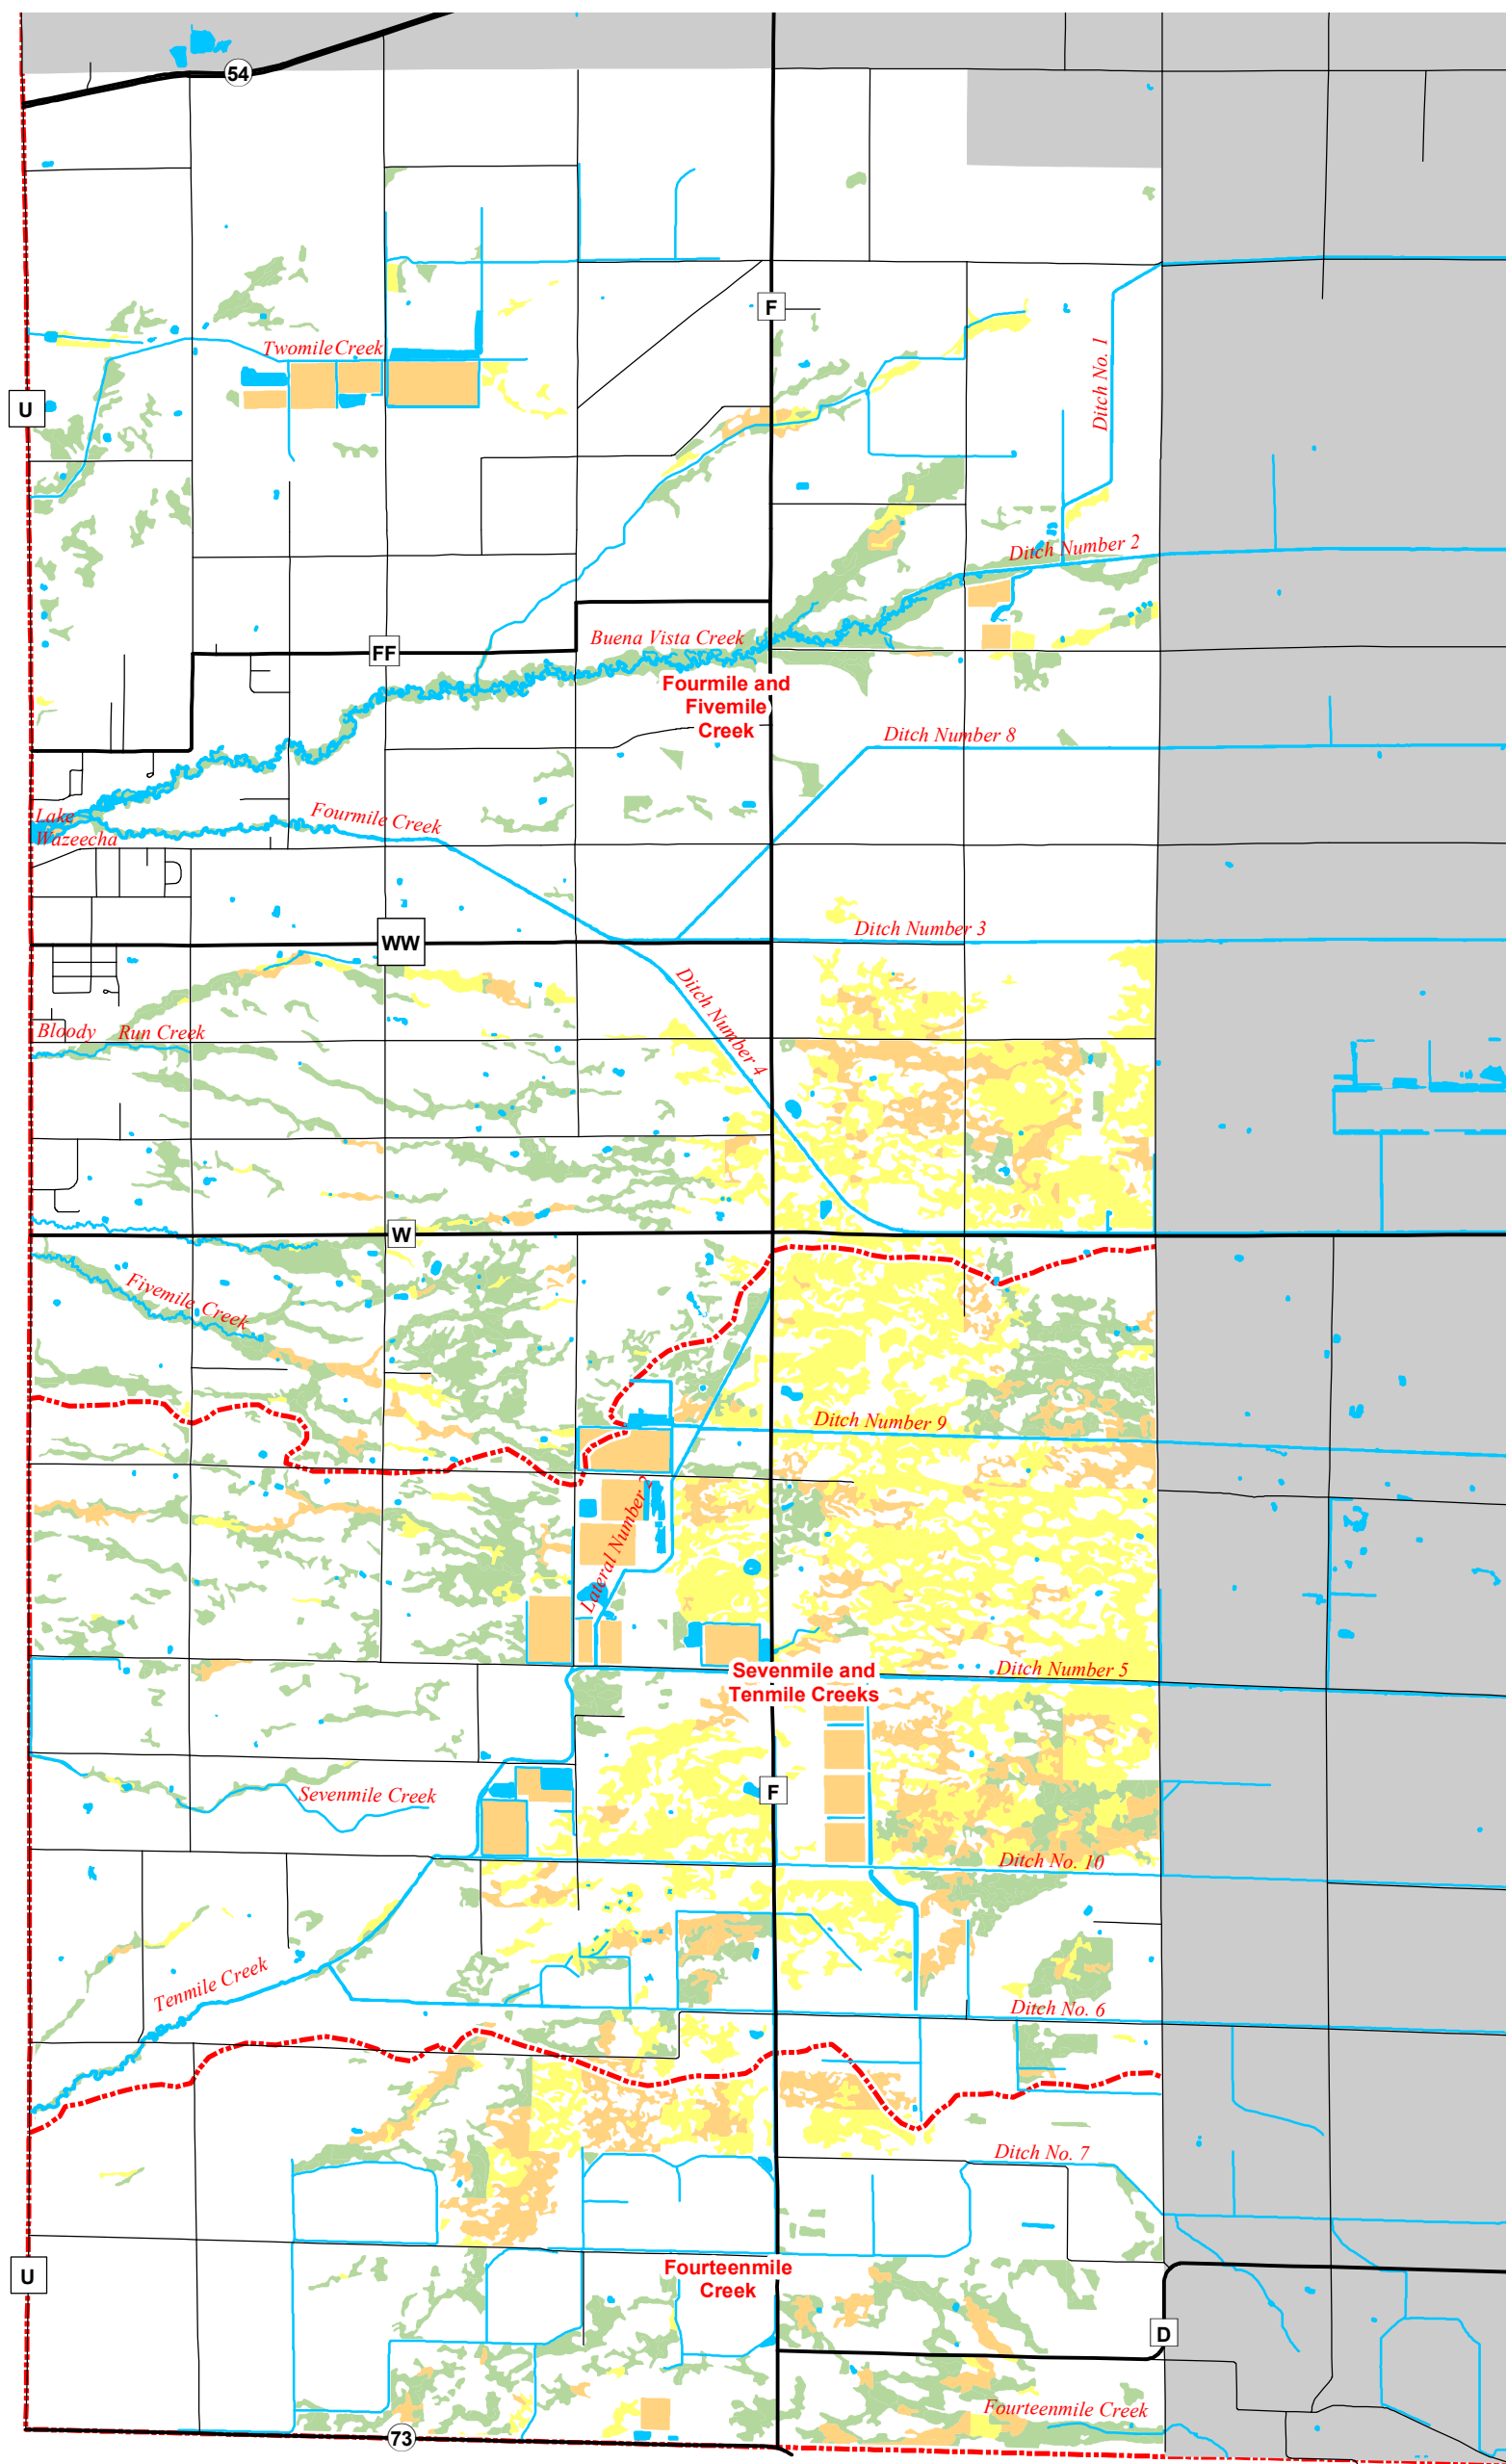 54
F
Twomile Creek
Ditch No. 1
U
Ditch Number 2
Buena Vista Creek
FF
Fourmile and
Fivemile
Creek
Ditch Number 8
Lake
Wazeecha
Fourmile Creek
Ditch Number 3
WW
Ditch Number 4
Bloody Run Creek
W
Fivemile Creek
Ditch Number 9
Lateral Number 2
Sevenmile and
Tenmile Creeks
Ditch Number 5
F
Sevenmile Creek
Ditch No. 10
Tenmile Creek
Ditch No. 6
Ditch No. 7
Fourteenmile
Creek
U
D
Fourteenmile Creek
73